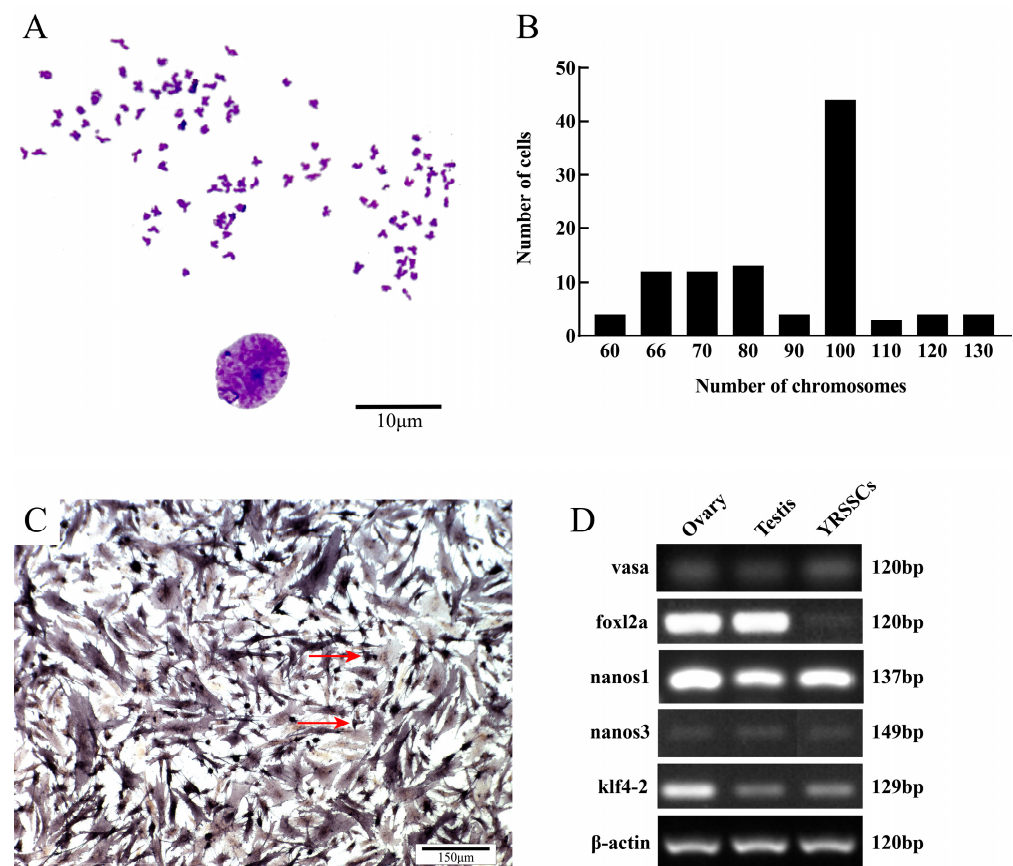 A
10μm
B
Number of cells
50
40
30
20
10
0
60 66 70 80 90 100 110 120 130
Number of chromosomes
C
150μm
D
Ovary Testis YRSSCs
vasa 120bp
foxl2a 120bp
nanos1 137bp
nanos3 149bp
klf4-2 129bp
β-actin 120bp